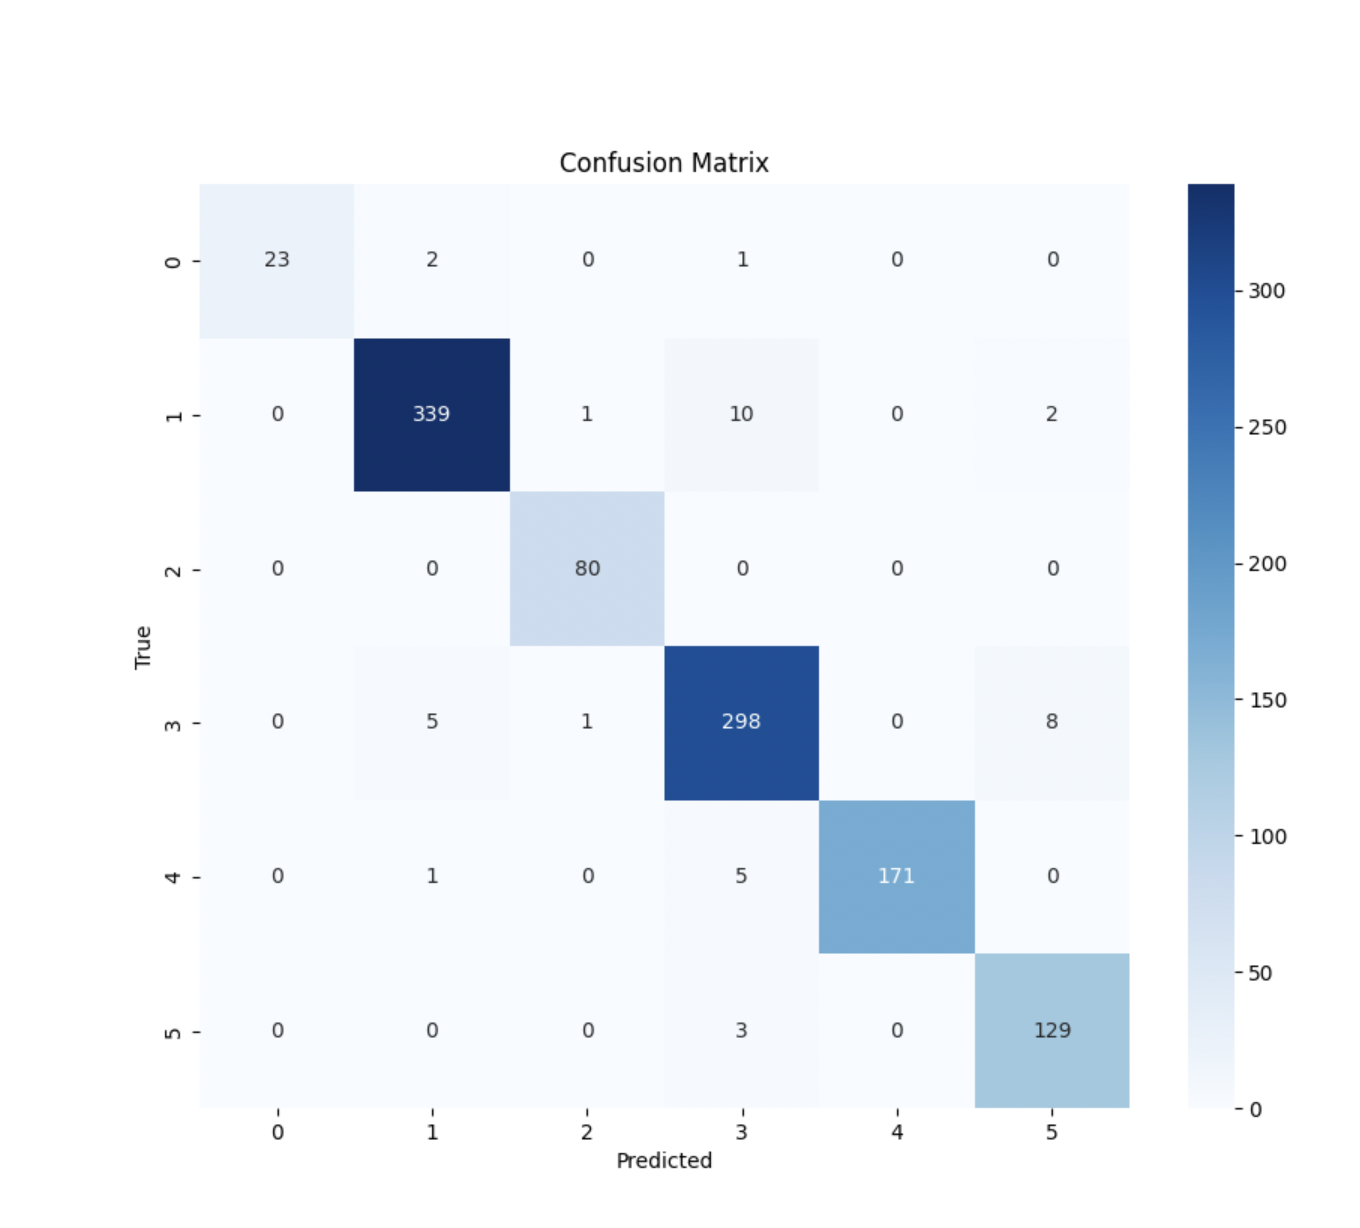 Confusion Matrix
0 23 2 0 1 0 0
1 0 339 1 10 0 2
2 0 0 80 0 0 0
3 0 5 1 298 0 8
4 0 1 0 5 171 0
5 0 0 0 3 0 129
0 1 2 3 4 5
True
Predicted
300
250
200
150
100
50
0